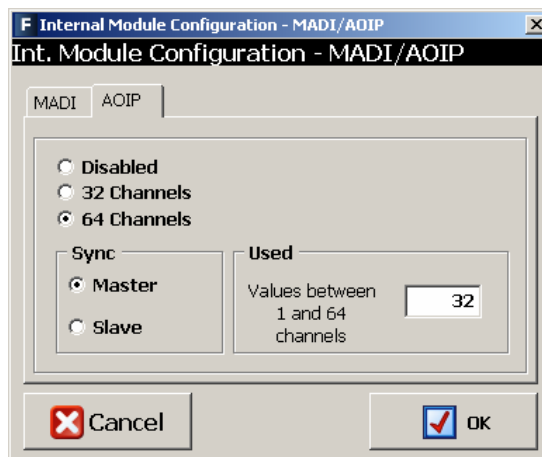 F Internal Module Configuration - MADI/AOIP
Int. Module Configuration - MADI/AOIP
MADI AOIP
Disabled
32 Channels
64 Channels
Sync
Master
Slave
Used
Values between
1 and 64
channels
32
Cancel
OK